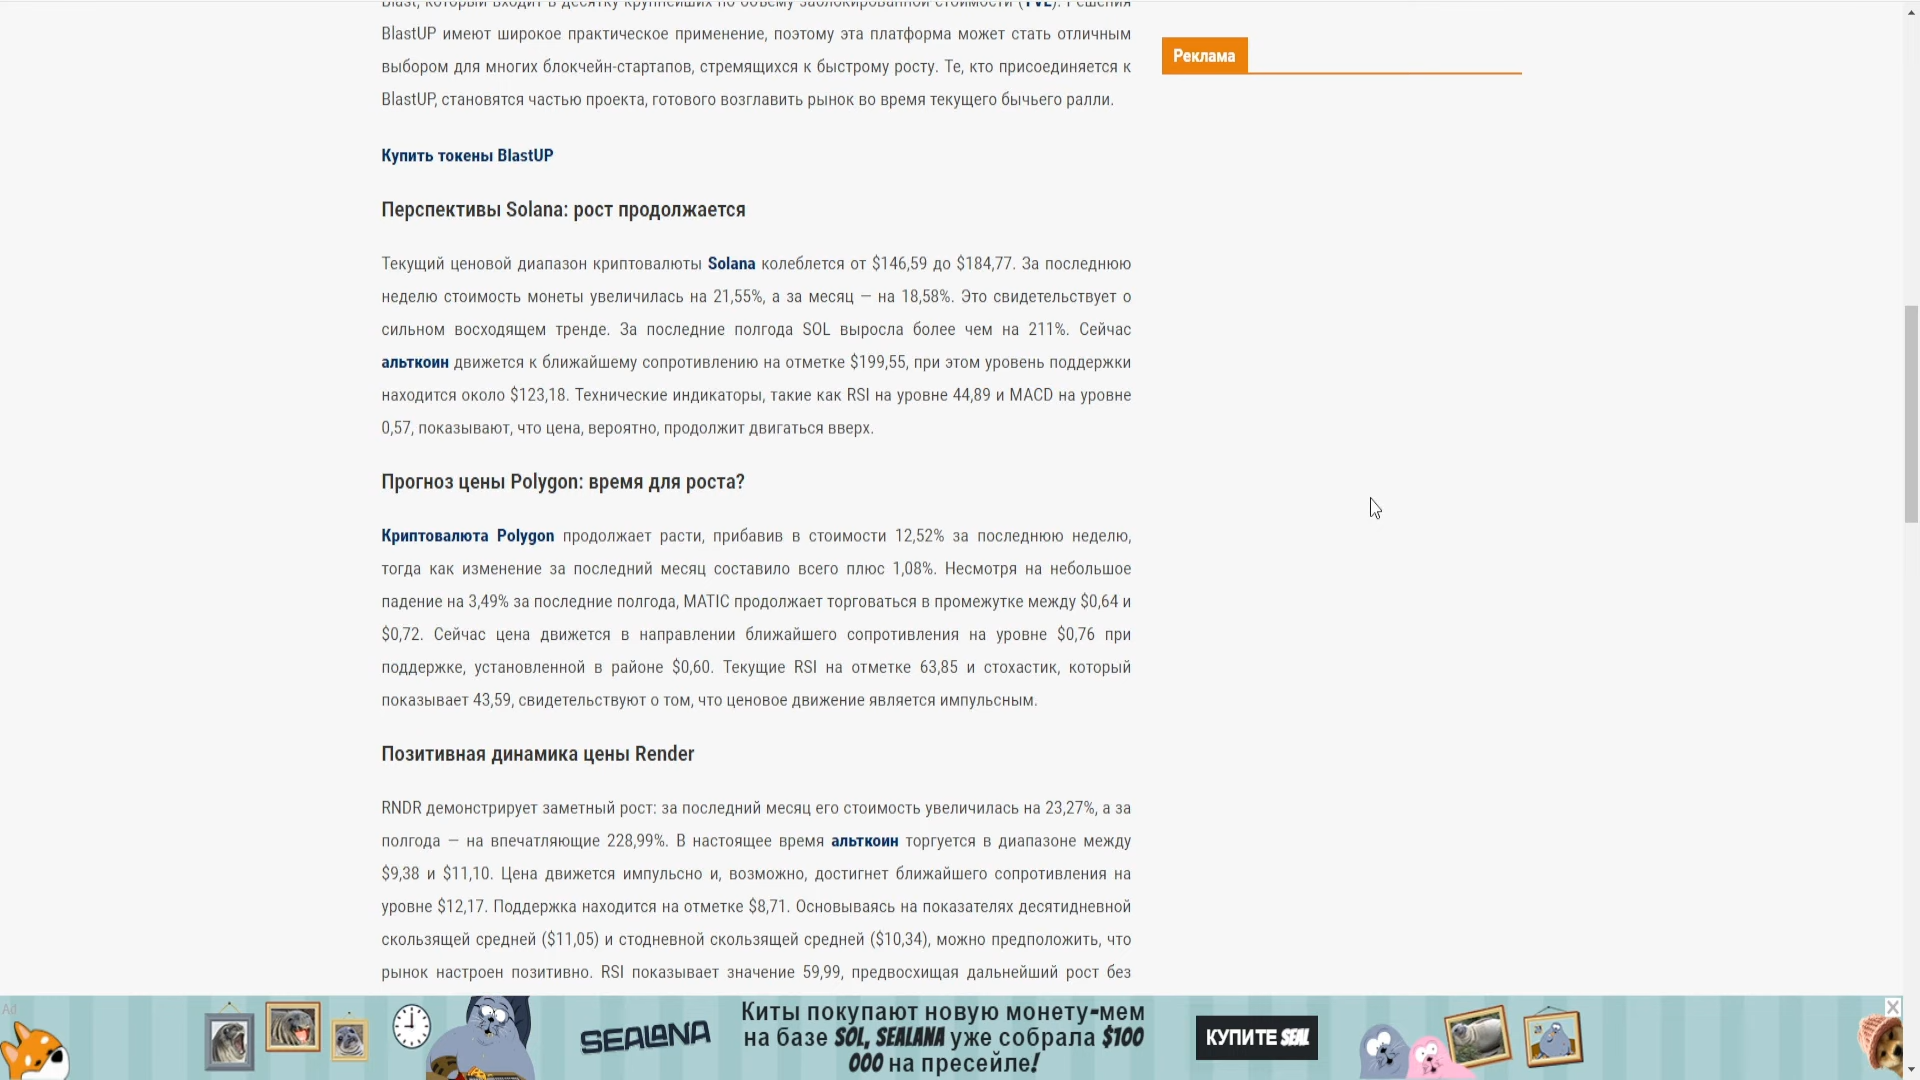 Blast, который входит в десятку крупнейших по объему заблокированной стоимости (TVL). Решения
BlastUP имеют широкое практическое применение, поэтому эта платформа может стать отличным
выбором для многих блокчейн-стартапов, стремящихся к быстрому росту. Те, кто присоединяется к
BlastUP, становятся частью проекта, готового возглавить рынок во время текущего бычьего ралли.
Купить токены BlastUP
Перспективы Solana: рост продолжается
Текущий ценовой диапазон криптовалюты Solana колеблется от $146,59 до $184,77. За последнюю
неделю стоимость монеты увеличилась на 21,55%, а за месяц — на 18,58%. Это свидетельствует о
сильном восходящем тренде. За последние полгода SOL выросла более чем на 211%. Сейчас
альткоин движется к ближайшему сопротивлению на отметке $199,55, при этом уровень поддержки
находится около $123,18. Технические индикаторы, такие как RSI на уровне 44,89 и MACD на уровне
0,57, показывают, что цена, вероятно, продолжит двигаться вверх.
Прогноз цены Polygon: время для роста?
Криптовалюта Polygon продолжает расти, прибавив в стоимости 12,52% за последнюю неделю,
тогда как изменение за последний месяц составило всего плюс 1,08%. Несмотря на небольшое
падение на 3,49% за последние полгода, MATIC продолжает торговаться в промежутке между $0,64 и
$0,72. Сейчас цена движется в направлении ближайшего сопротивления на уровне $0,76 при
поддержке, установленной в районе $0,60. Текущие RSI на отметке 63,85 и стохастик, который
показывает 43,59, свидетельствуют о том, что ценовое движение является импульсным.
Позитивная динамика цены Render
RNDR демонстрирует заметный рост: за последний месяц его стоимость увеличилась на 23,27%, а за
полгода — на впечатляющие 228,99%. В настоящее время альткоин торгуется в диапазоне между
$9,38 и $11,10. Цена движется импульсно и, возможно, достигнет ближайшего сопротивления на
уровне $12,17. Поддержка находится на отметке $8,71. Основываясь на показателях десятидневной
скользящей средней ($11,05) и стодневной скользящей средней ($10,34), можно предположить, что
рынок настроен позитивно. RSI показывает значение 59,99, предвосхищая дальнейший рост без
Реклама
Ad
SEALANA
Киты покупают новую монету-мем
на базе SOL, SEALANA уже собрала $100
000 на пресейле!
КУПИТЕ SEAL